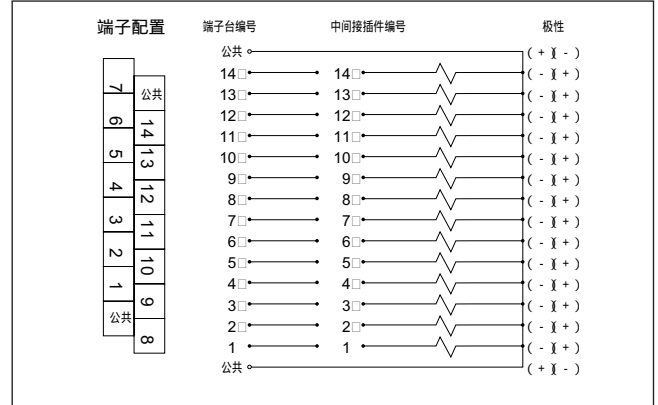 端子配置 端子台编号 中间接插件编号 极性
公共 ( + )( - )
14□ 14□ ( - )( + )
13□ 13□ ( - )( + )
12□ 12□ ( - )( + )
11□ 11□ ( - )( + )
10□ 10□ ( - )( + )
9□ 9□ ( - )( + )
8□ 8□ ( - )( + )
7□ 7□ ( - )( + )
6□ 6□ ( - )( + )
5□ 5□ ( - )( + )
4□ 4□ ( - )( + )
3□ 3□ ( - )( + )
2□ 2□ ( - )( + )
1 1 ( - )( + )
公共 ( + )( - )
7
6
5
4
3
2
1
公共
公共
14
13
12
11
10
9
8